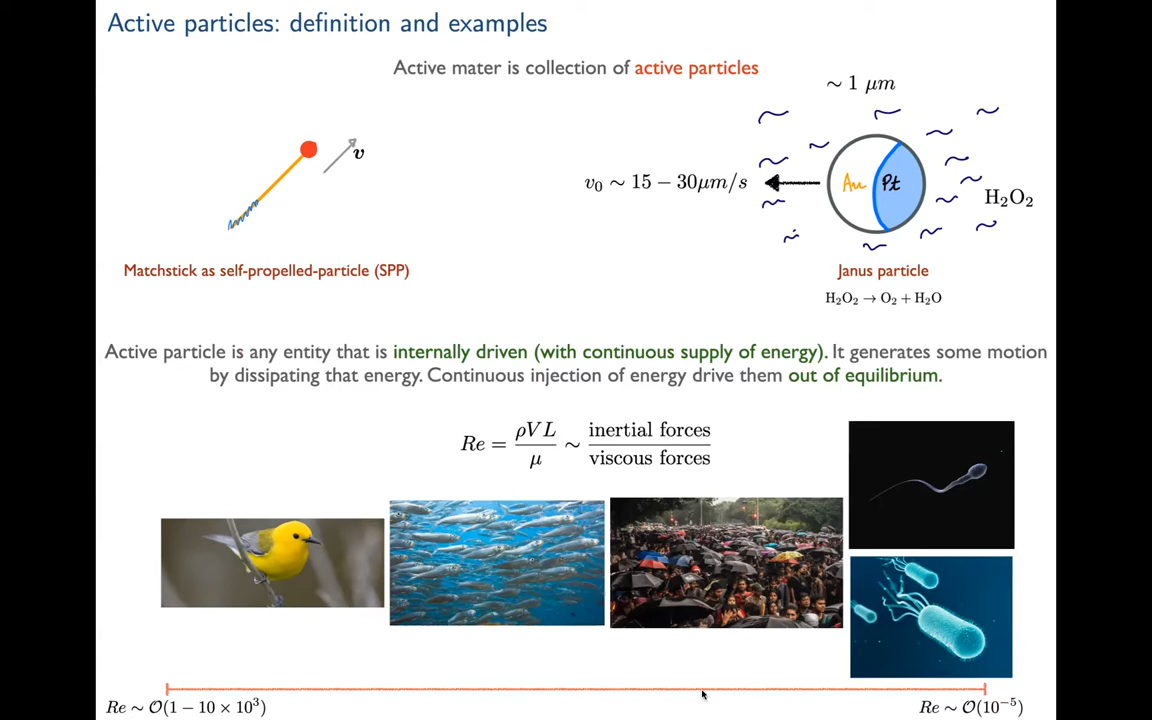 Active particles: definition and examples
Active mater is collection of active particles
∼ 1 μm
v
v₀ ∼ 15 − 30μm/s
Au Pt
H₂O₂
Matchstick as self-propelled-particle (SPP)
Janus particle
H₂O₂ → O₂ + H₂O
Active particle is any entity that is internally driven (with continuous supply of energy). It generates some motion
by dissipating that energy. Continuous injection of energy drive them out of equilibrium.
Re = ρVL/μ ∼ inertial forces/viscous forces
Re ∼ O(1 − 10 × 10³)
Re ∼ O(10⁻⁵)